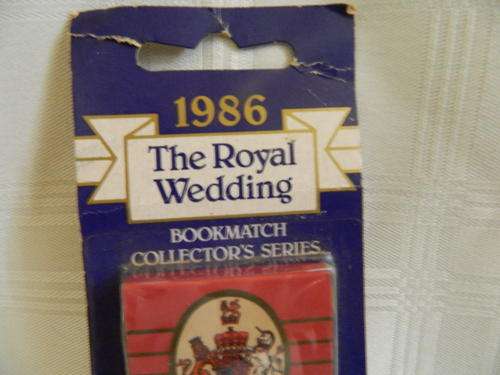 1986
The Royal
Wedding
BOOKMATCH
COLLECTOR'S SERIES